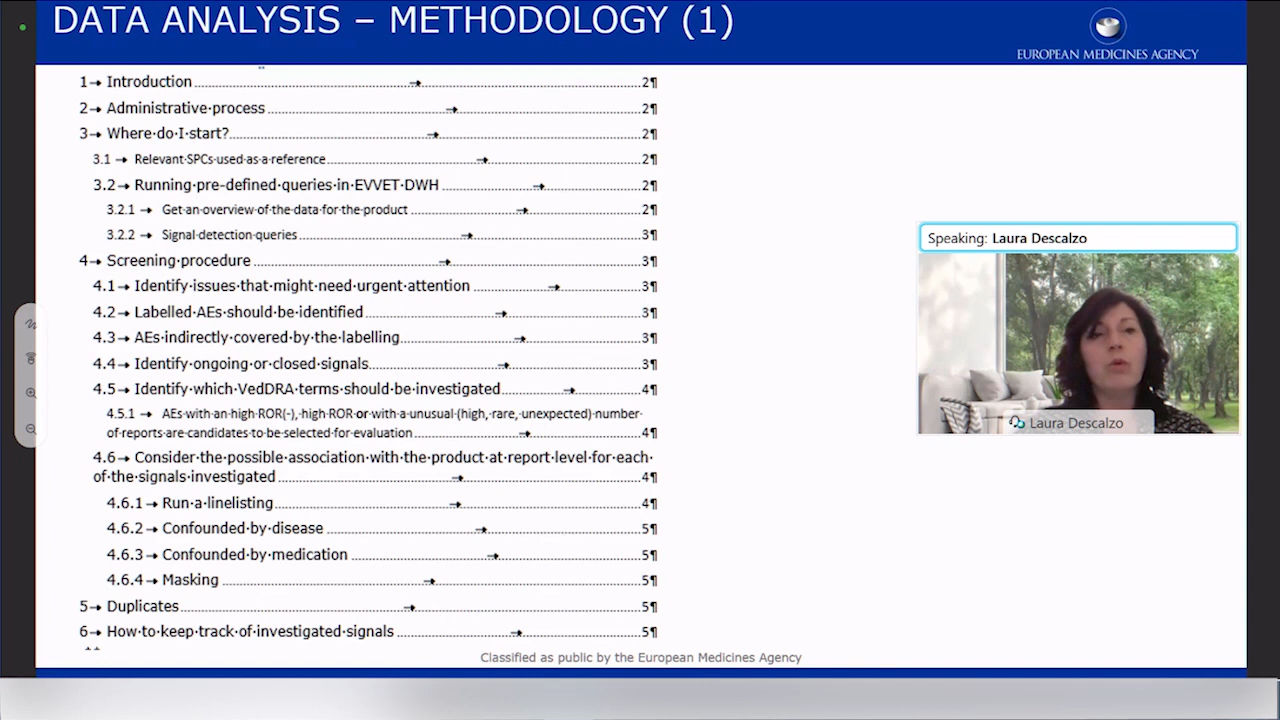 DATA ANALYSIS – METHODOLOGY (1)
EUROPEAN MEDICINES AGENCY
1→ Introduction → 2¶
2→ Administrative·process → 2¶
3→ Where·do·I·start? → 2¶
3.1 → Relevant·SPCs·used·as·a·reference → 2¶
3.2→ Running·pre-defined·queries·in·EVVET·DWH → 2¶
3.2.1 → Get·an·overview·of·the·data·for·the·product → 2¶
3.2.2 → Signal·detection·queries → 3¶
4→ Screening·procedure → 3¶
4.1→ Identify·issues·that·might·need·urgent·attention → 3¶
4.2→ Labelled·AEs·should·be·identified → 3¶
4.3→ AEs·indirectly·covered·by·the·labelling → 3¶
4.4→ Identify·ongoing·or·closed·signals → 3¶
4.5→ Identify·which·VedDRA·terms·should·be·investigated → 4¶
4.5.1 → AEs·with·an·high·ROR(-),·high·ROR·or·with·a·unusual·(high,·rare,·unexpected)·number·
of·reports·are·candidates·to·be·selected·for·evaluation → 4¶
4.6→ Consider·the·possible·association·with·the·product·at·report·level·for·each·
of·the·signals·investigated → 4¶
4.6.1→ Run·a·linelisting → 4¶
4.6.2→ Confounded·by·disease → 5¶
4.6.3→ Confounded·by·medication → 5¶
4.6.4→ Masking → 5¶
5→ Duplicates → 5¶
6→ How·to·keep·track·of·investigated·signals → 5¶
Classified as public by the European Medicines Agency
Speaking: Laura Descalzo
Laura Descalzo